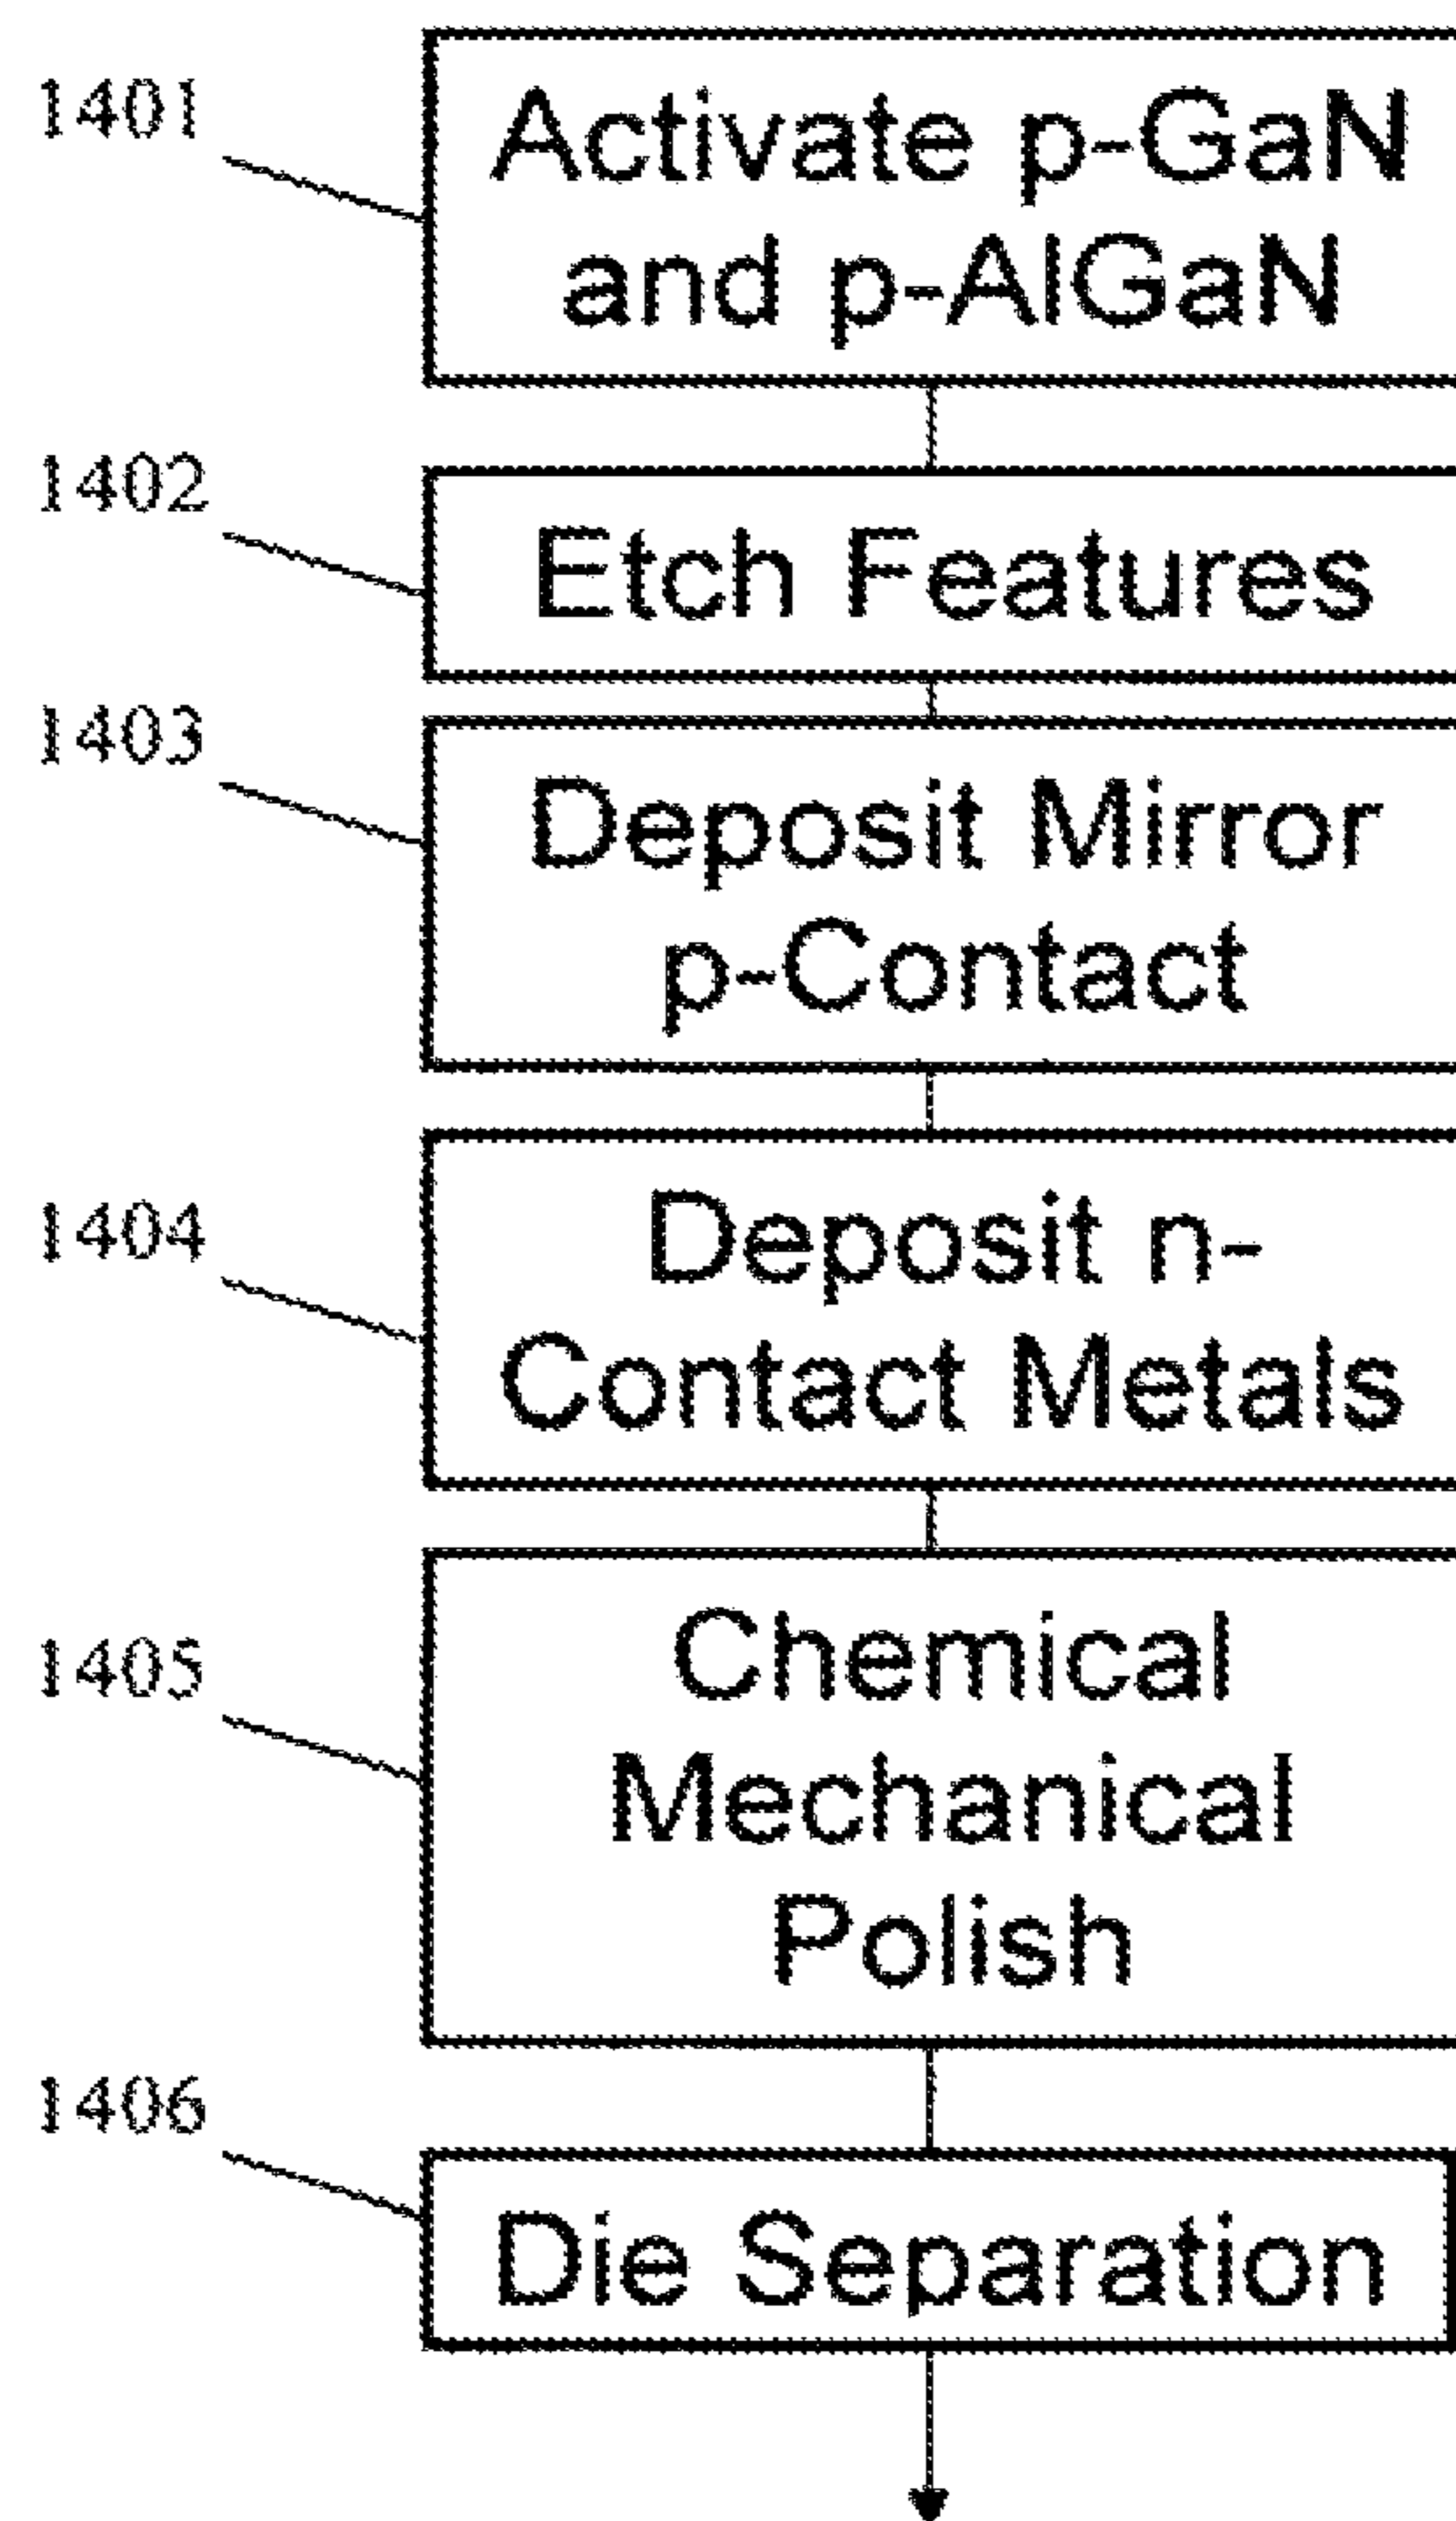 1401
Activate p-GaN
and p-AlGaN
1402
Etch Features
1403
Deposit Mirror
p-Contact
1404
Deposit n-
Contact Metals
1405
Chemical
Mechanical
Polish
1406
Die Separation